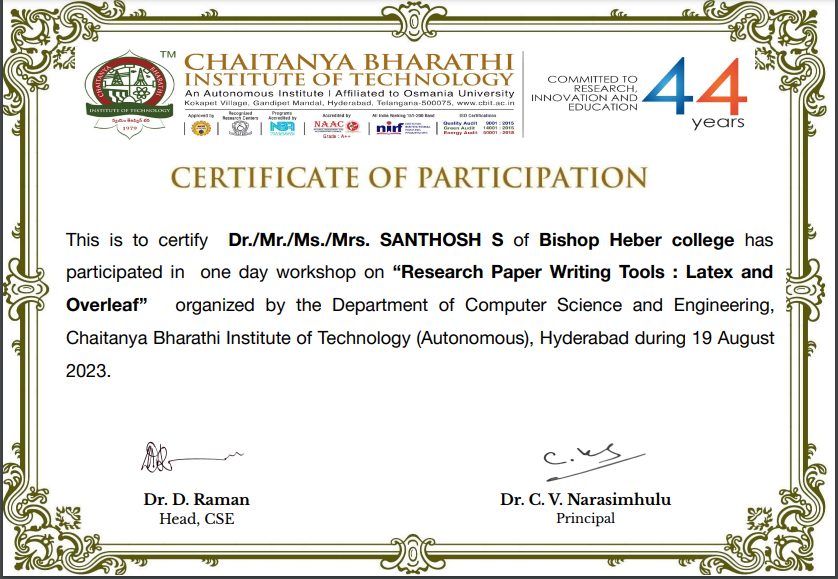 TM
CHAITANYA BHARATHI
INSTITUTE OF TECHNOLOGY
An Autonomous Institute | Affiliated to Osmania University
Kokapet Village, Gandipet Mandal, Hyderabad, Telangana-500075, www.cbit.ac.in
CHAITANYA BHARATHI
INSTITUTE OF TECHNOLOGY
1979
Approved by
Recognised Research Centers
Programs Accredited by
NBA
Accredited by
NAAC
Grade : A++
All India Ranking 151-200 Band
nirf
ISO Certifications
Quality Audit 9001 : 2015
Green Audit 14001 : 2015
Energy Audit 50001 : 2018
COMMITTED TO
RESEARCH,
INNOVATION AND
EDUCATION
44
years
CERTIFICATE OF PARTICIPATION
This is to certify Dr./Mr./Ms./Mrs. SANTHOSH S of Bishop Heber college has
participated in one day workshop on “Research Paper Writing Tools : Latex and
Overleaf” organized by the Department of Computer Science and Engineering,
Chaitanya Bharathi Institute of Technology (Autonomous), Hyderabad during 19 August
2023.
Dr. D. Raman
Head, CSE
Dr. C. V. Narasimhulu
Principal